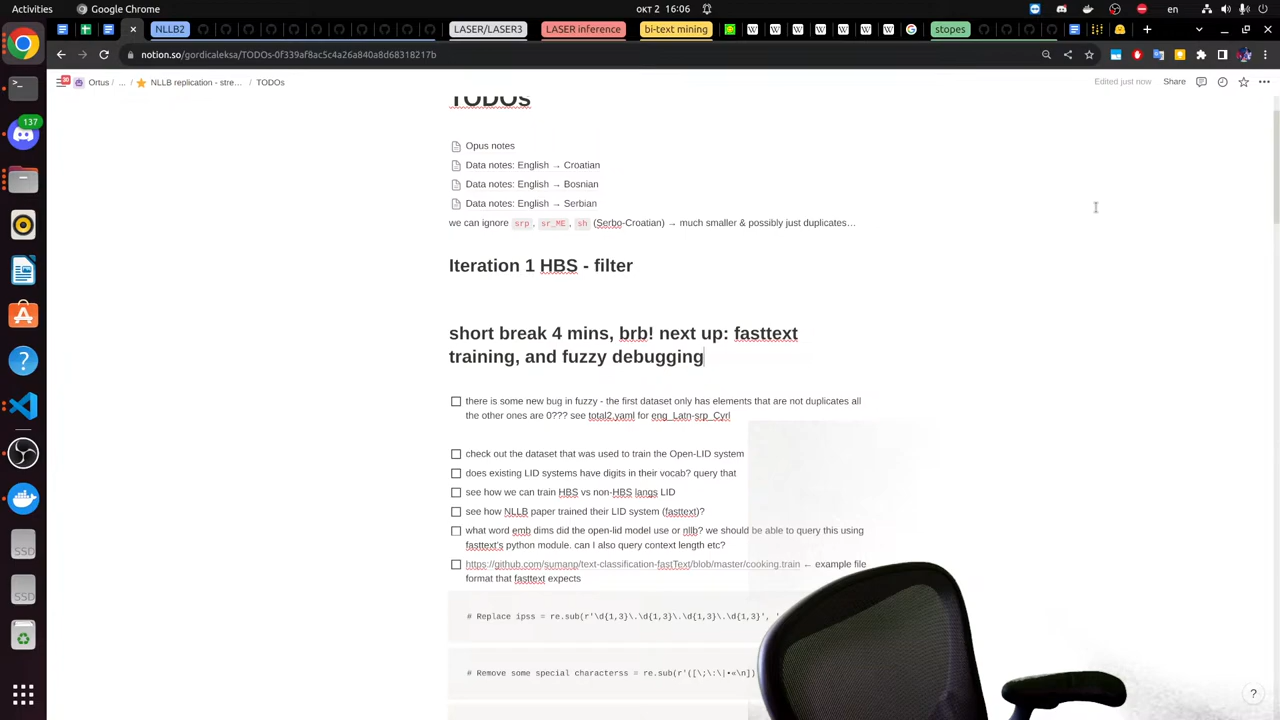 NLLB2
LASER/LASER3
LASER inference
bi-text mining
stopes
notion.so/gordicaleksa/TODOs-0f339af8ac5c4a26a840a8d68318217b
Ortus / ... / NLLB replication - stre… / TODOs
Edited just now
Share
137
TODOs
Opus notes
Data notes: English → Croatian
Data notes: English → Bosnian
Data notes: English → Serbian
we can ignore srp, sr_ME, sh (Serbo-Croatian) → much smaller & possibly just duplicates…
Iteration 1 HBS - filter
short break 4 mins, brb! next up: fasttext
training, and fuzzy debugging
there is some new bug in fuzzy - the first dataset only has elements that are not duplicates all
the other ones are 0??? see total2.yaml for eng_Latn-srp_Cyrl
check out the dataset that was used to train the Open-LID system
does existing LID systems have digits in their vocab? query that
see how we can train HBS vs non-HBS langs LID
see how NLLB paper trained their LID system (fasttext)?
what word emb dims did the open-lid model use or nllb? we should be able to query this using
fasttext's python module. can I also query context length etc?
https://github.com/sumanp/text-classification-fastText/blob/master/cooking.train ← example file
format that fasttext expects
# Replace ipss = re.sub(r'\d{1,3}\.\d{1,3}\.\d{1,3}\.\d{1,3}', '
# Remove some special characterss = re.sub(r'([\;\:\|•«\n])
SSD
SSD
?